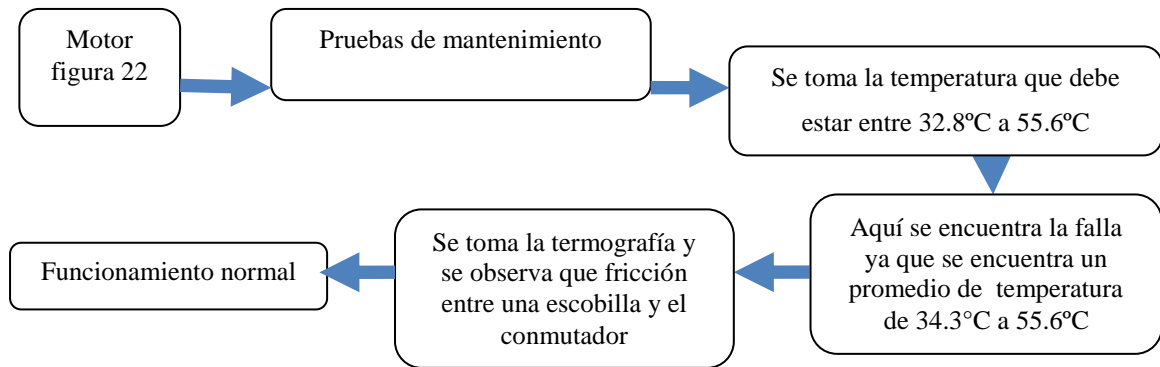 Motor
figura 22
Pruebas de mantenimiento
Se toma la temperatura que debe
estar entre 32.8ºC a 55.6ºC
Aquí se encuentra la falla
ya que se encuentra un
promedio de temperatura
de 34.3°C a 55.6ºC
Se toma la termografía y
se observa que fricción
entre una escobilla y el
conmutador
Funcionamiento normal